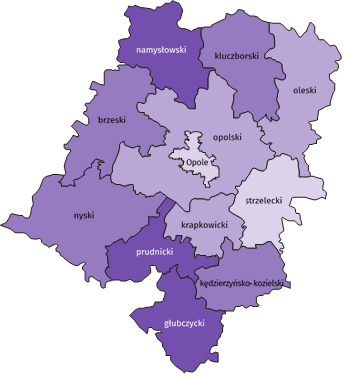 namysłowski
kluczborski
oleski
brzeski
opolski
Opole
strzelecki
nyski
krapkowicki
prudnicki
kędzierzyńsko-kozielski
głubczycki